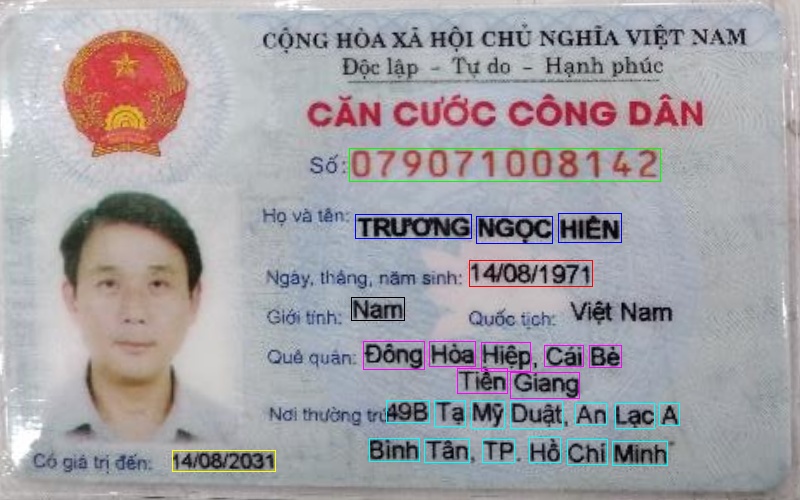 CỘNG HÒA XÃ HỘI CHỦ NGHĨA VIỆT NAM
Độc lập - Tự do - Hạnh phúc
CĂN CƯỚC CÔNG DÂN
Số: 079071008142
Họ và tên: TRƯƠNG NGỌC HIÊN
Ngày, tháng, năm sinh: 14/08/1971
Giới tính: Nam Quốc tịch: Việt Nam
Quê quán: Đông Hòa Hiệp, Cái Bè
Tiền Giang
Nơi thường trú: 49B Tạ Mỹ Duật, An Lạc A
Bình Tân, TP. Hồ Chí Minh
Có giá trị đến: 14/08/2031